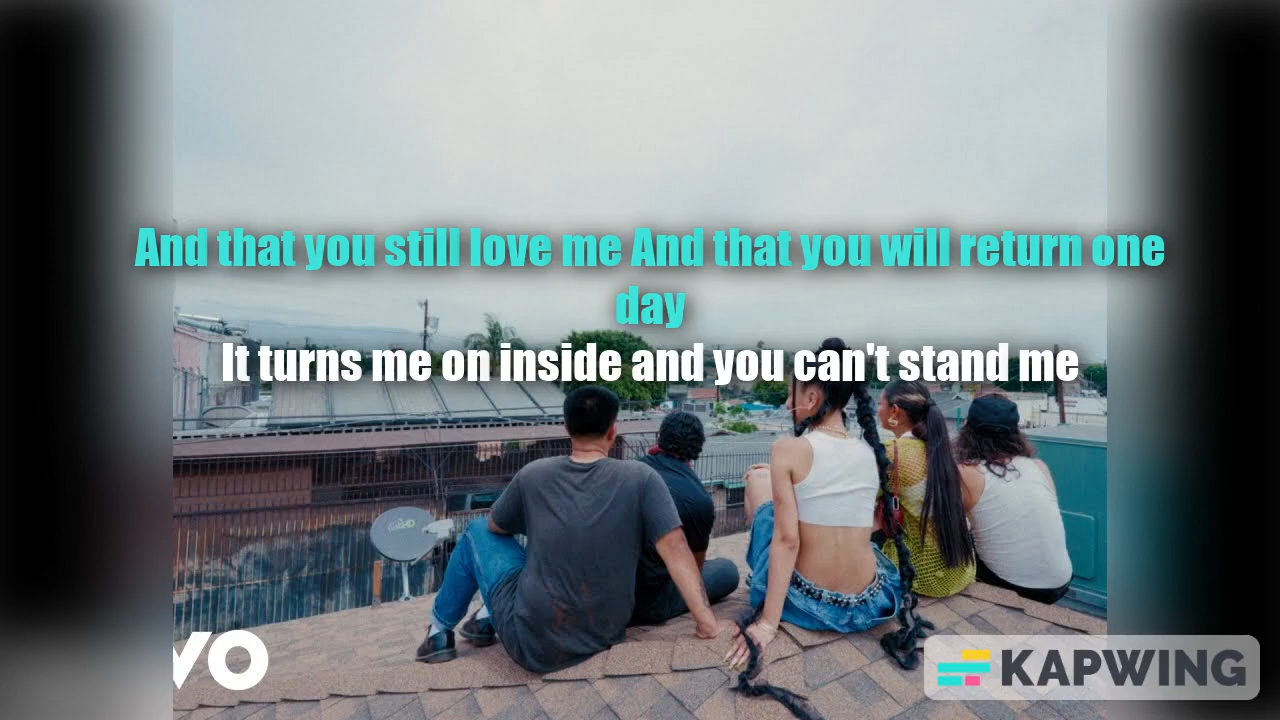 And that you still love me And that you will return one
day
It turns me on inside and you can't stand me
VO
KAPWING